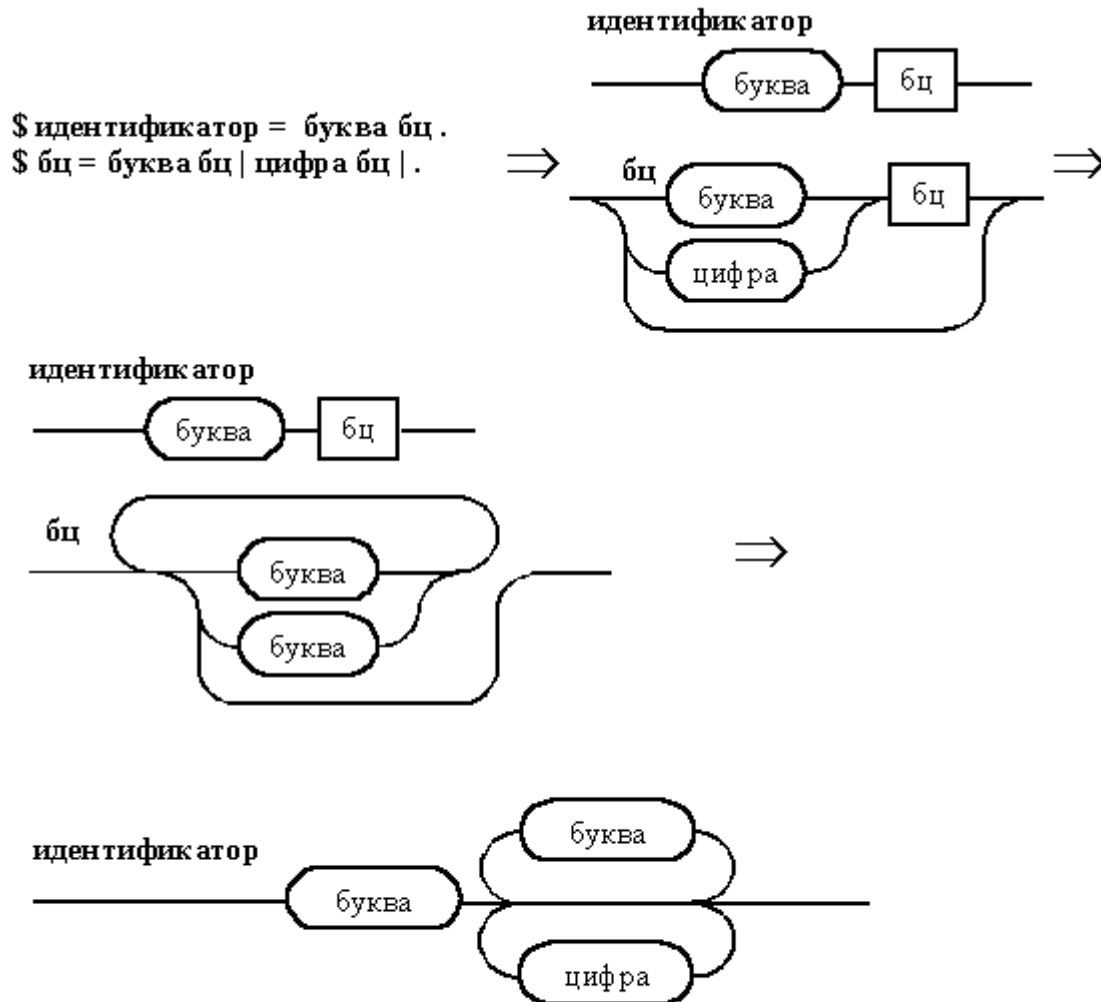 $ идентификатор = буква бц .
$ бц = буква бц | цифра бц | .
⇒
идентификатор
буква бц
бц
буква бц
цифра
⇒
идентификатор
буква бц
бц
буква
буква
⇒
идентификатор
буква
буква
цифра